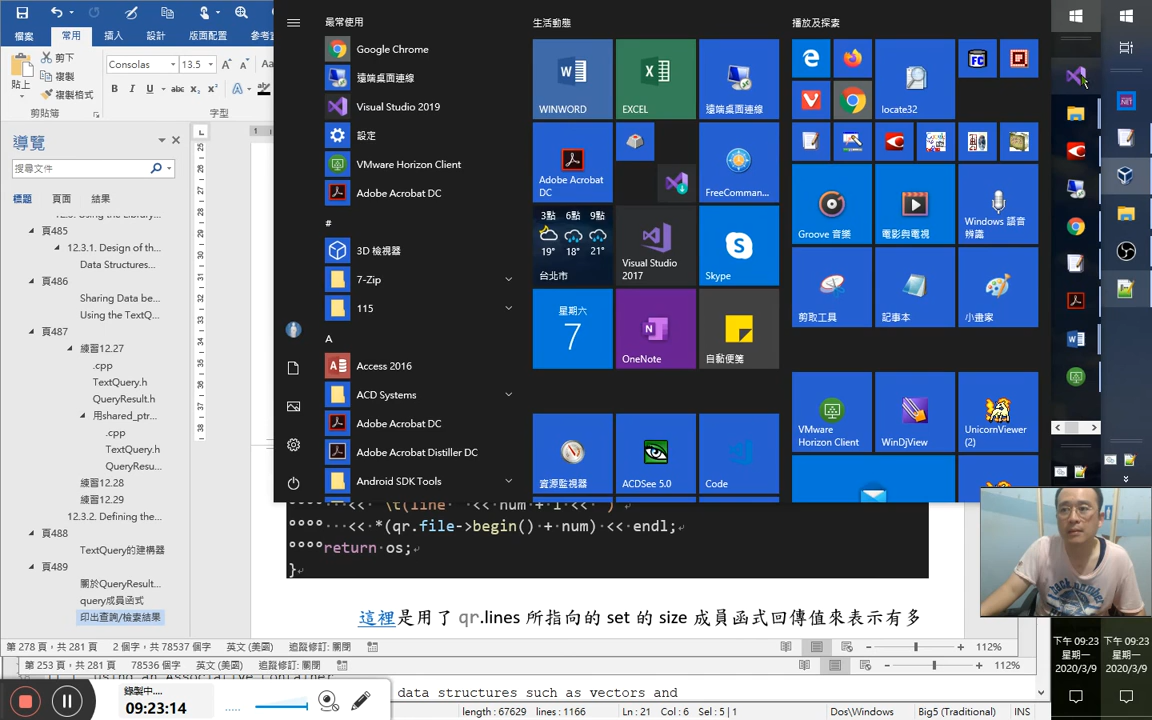 檔案
常用
插入
設計
版面配置
參考資
貼上
剪下
複製
複製格式
剪貼簿
Consolas
13.5
字型
導覽
搜尋文件
標題
頁面
結果
頁485
12.3.1. Design of th...
Data Structures...
頁486
Sharing Data be...
Using the TextQ...
頁487
練習12.27
.cpp
TextQuery.h
QueryResult.h
用shared_ptr...
.cpp
TextQuery.h
QueryResu...
練習12.28
練習12.29
12.3.2. Defining the...
頁488
TextQuery的建構器
頁489
關於QueryResult...
query成員函式
印出查詢/檢索結果
最常使用
Google Chrome
遠端桌面連線
Visual Studio 2019
設定
VMware Horizon Client
Adobe Acrobat DC
#
3D 檢視器
7-Zip
115
A
Access 2016
ACD Systems
Adobe Acrobat DC
Adobe Acrobat Distiller DC
Android SDK Tools
生活動態
WINWORD
EXCEL
遠端桌面連線
Adobe Acrobat
DC
FreeComman...
3點 6點 9點
19° 18° 21°
台北市
Visual Studio
2017
Skype
星期六
7
OneNote
自黏便箋
資源監視器
ACDSee 5.0
Code
播放及探索
locate32
Groove 音樂
電影與電視
Windows 語音
辨識
剪取工具
記事本
小畫家
VMware
Horizon Client
WinDjView
UnicornViewer
(2)
<< *(qr.file->begin() + num) << endl;
return os;
}
這裡是用了 qr.lines 所指向的 set 的 size 成員函式回傳值來表示有多
第 278 頁，共 281 頁 2 個字，共 78537 個字 英文 (美國) 追蹤修訂: 關閉
112%
第 253 頁，共 281 頁 78536 個字 英文 (美國) 追蹤修訂: 關閉
112%
data structures such as vectors and
錄製中....
09:23:14
length : 67629 lines : 1166
Ln : 21 Col : 6 Sel : 5 | 1
Dos\Windows
Big5 (Traditional)
INS
下午 09:23
星期一
2020/3/9
下午 09:23
星期一
2020/3/9